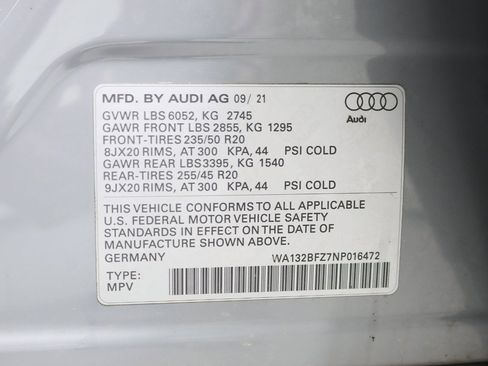 MFD. BY AUDI AG 09/ 21
GVWR LBS 6052, KG 2745
GAWR FRONT LBS 2855, KG 1295
FRONT-TIRES 235/50 R20
8JX20 RIMS, AT 300 KPA, 44 PSI COLD
GAWR REAR LBS3395, KG 1540
REAR-TIRES 255/45 R20
9JX20 RIMS, AT 300 KPA, 44 PSI COLD
Audi
THIS VEHICLE CONFORMS TO ALL APPLICABLE
U.S. FEDERAL MOTOR VEHICLE SAFETY
STANDARDS IN EFFECT ON THE DATE OF
MANUFACTURE SHOWN ABOVE.
GERMANY WA132BFZ7NP016472
TYPE:
MPV